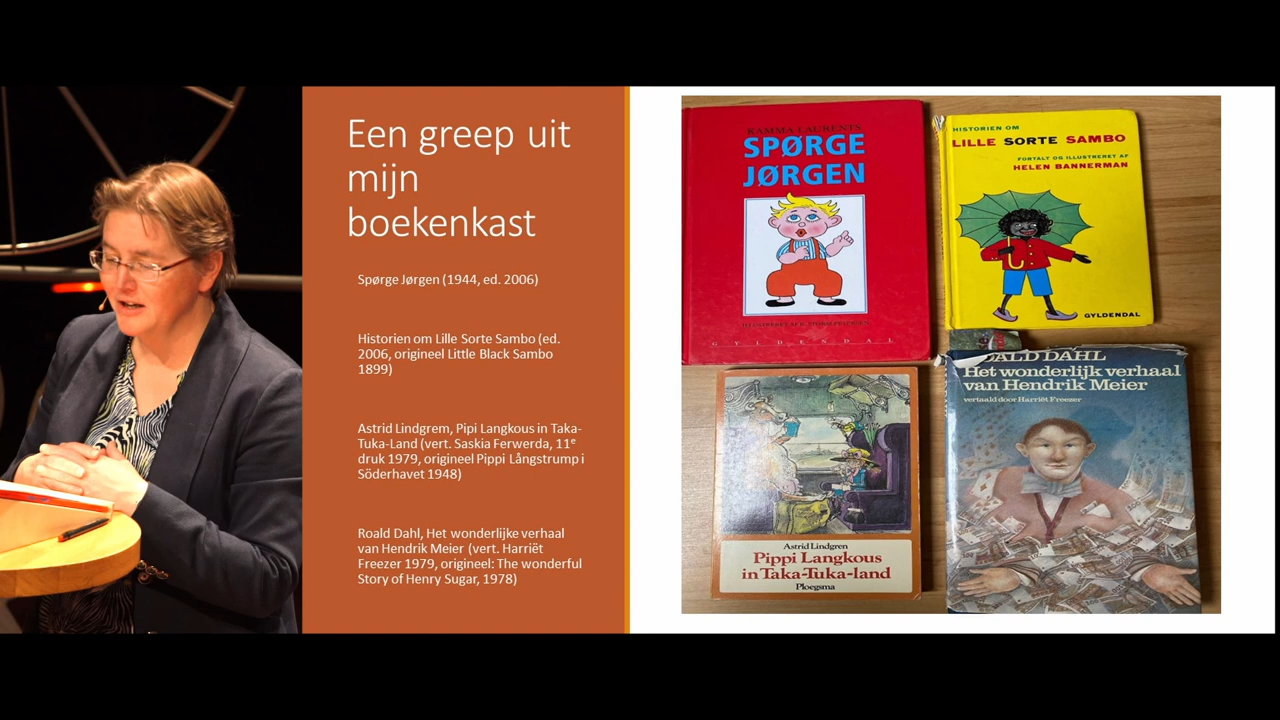 Een greep uit
mijn
boekenkast
Spørge Jørgen (1944, ed. 2006)
Historien om Lille Sorte Sambo (ed.
2006, origineel Little Black Sambo
1899)
Astrid Lindgrem, Pipi Langkous in Taka-
Tuka-Land (vert. Saskia Ferwerda, 11e
druk 1979, origineel Pippi Långstrump i
Söderhavet 1948)
Roald Dahl, Het wonderlijke verhaal
van Hendrik Meier (vert. Harriët
Freezer 1979, origineel: The wonderful
Story of Henry Sugar, 1978)
KAMMA LAURENTS
SPØRGE
JØRGEN
GYLDENDAL
HISTORIEN OM
LILLE SORTE SAMBO
FORTALT OG ILLUSTRERET AF
HELEN BANNERMAN
GYLDENDAL
Astrid Lindgren
Pippi Langkous
in Taka-Tuka-land
Ploegsma
ROALD DAHL
Het wonderlijk verhaal
van Hendrik Meier
vertaald door Harriët Freezer